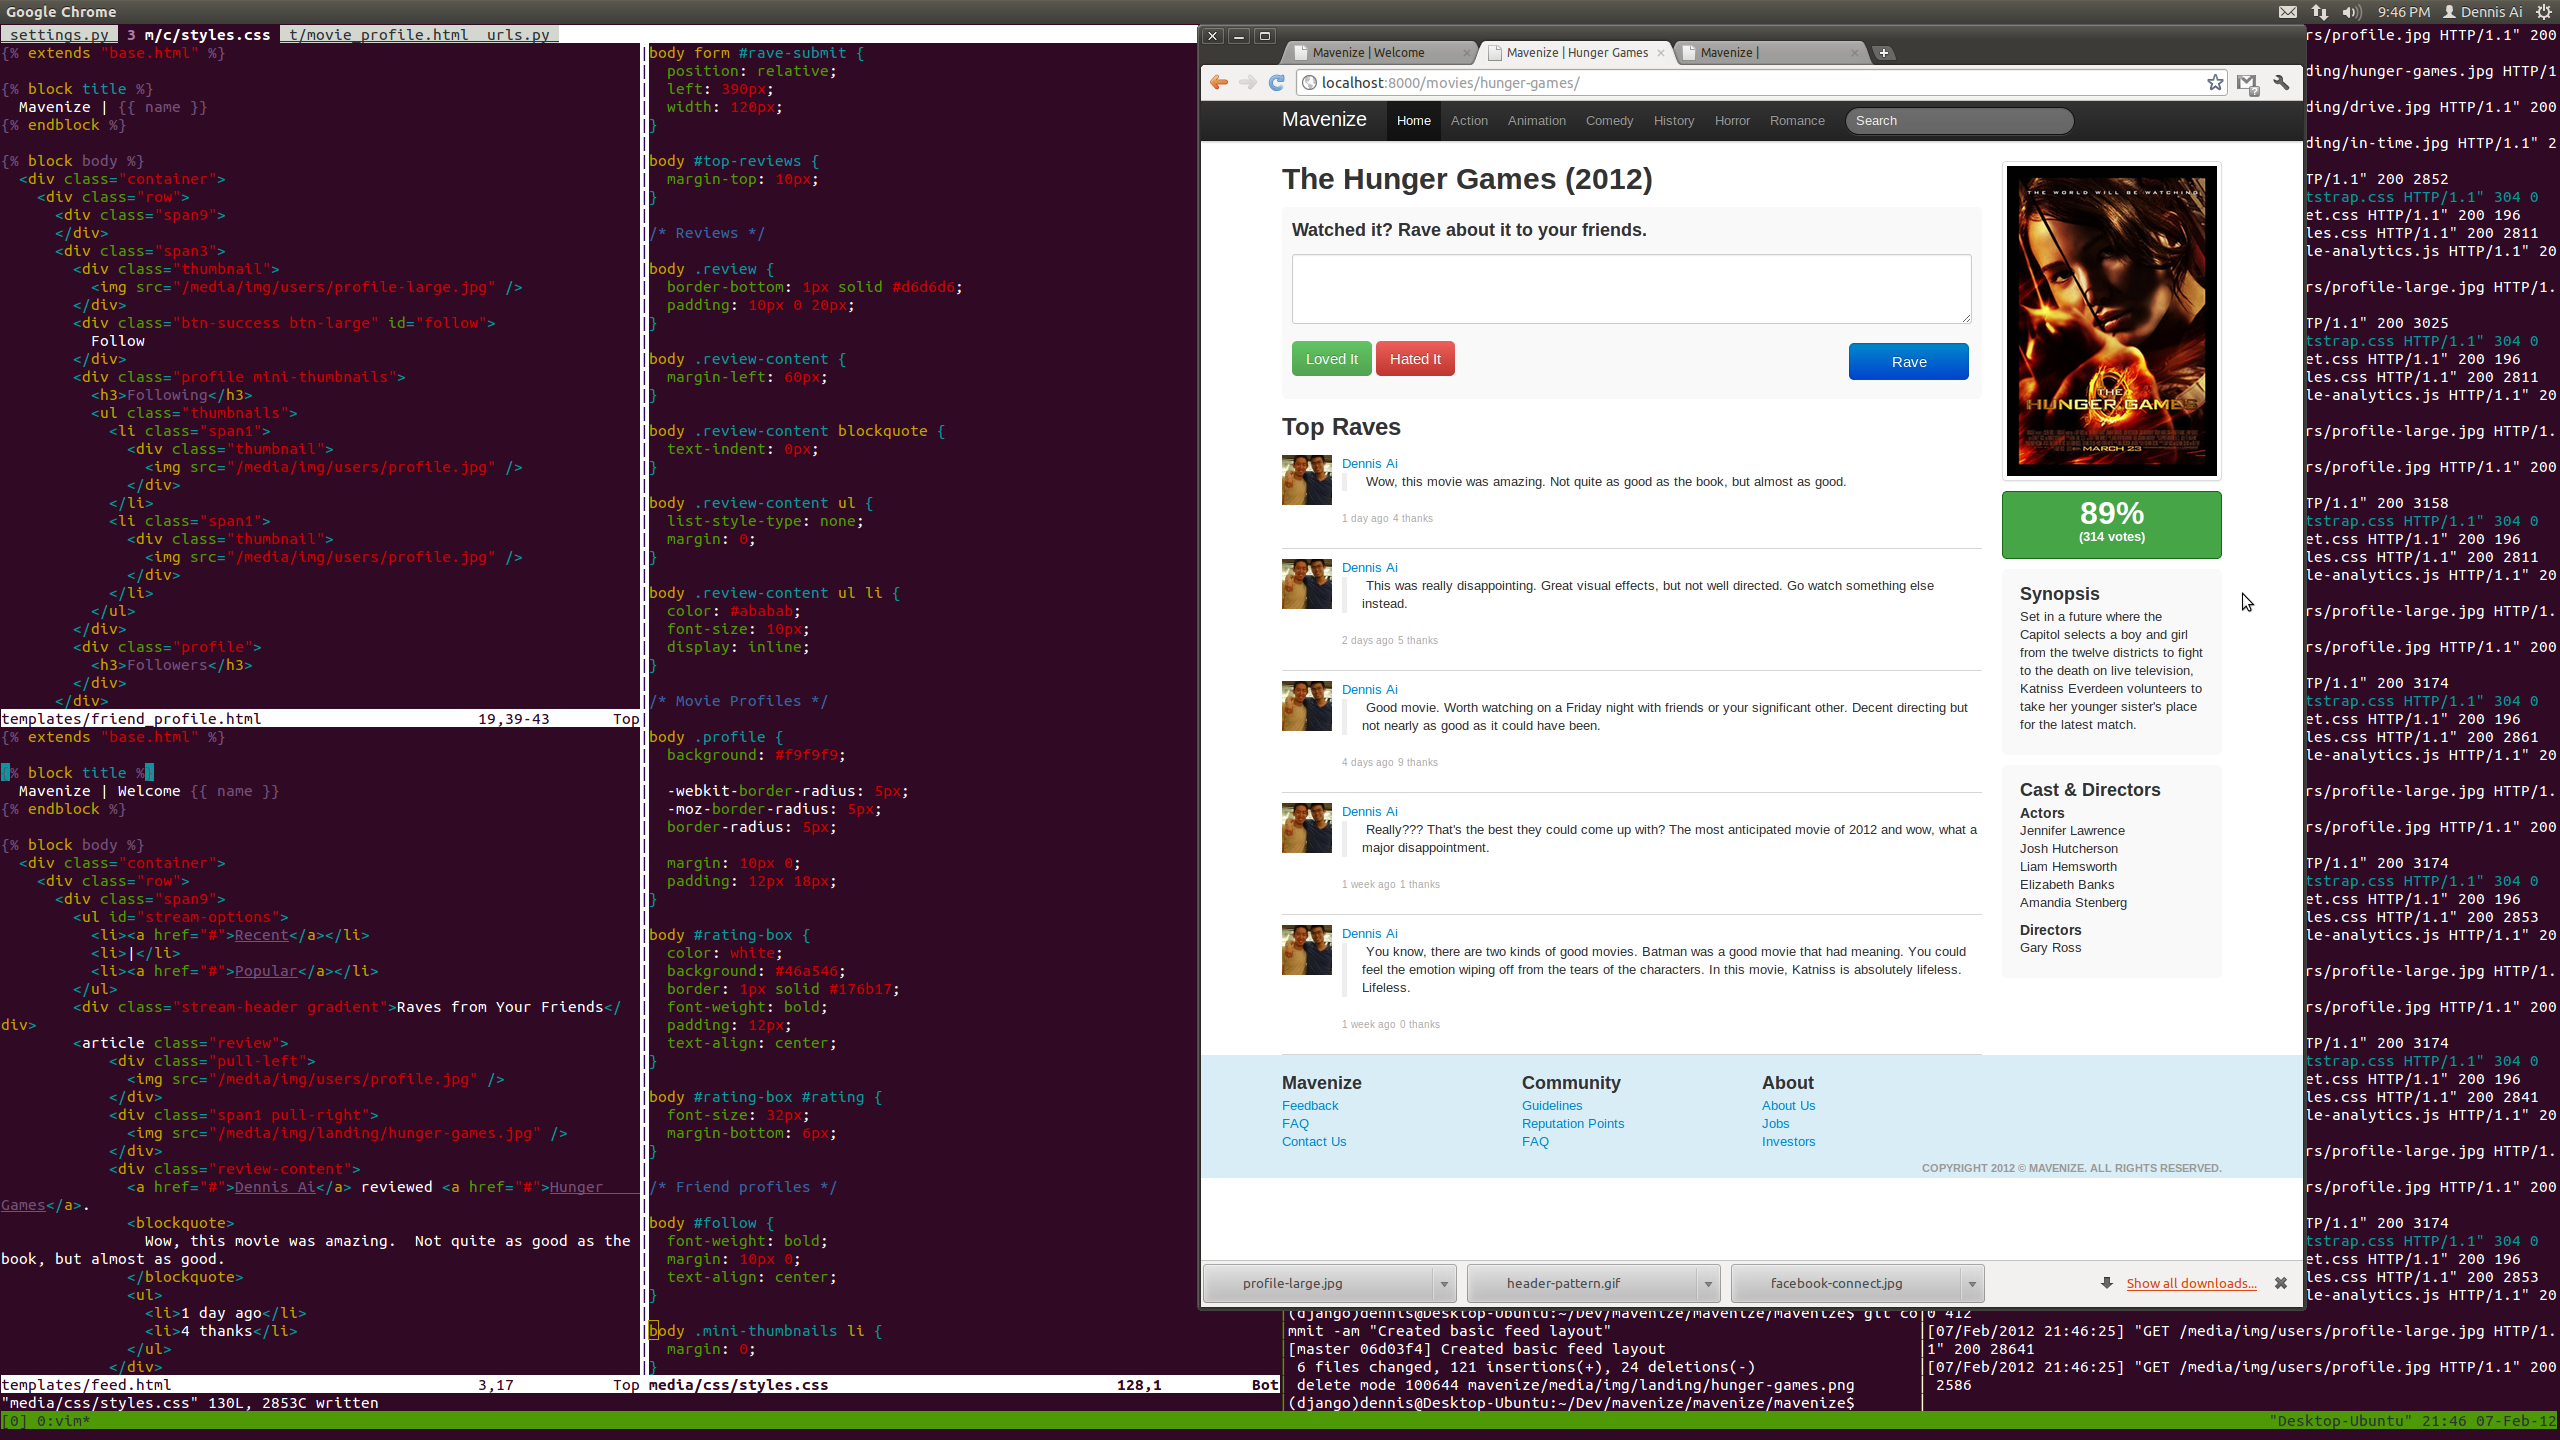 Google Chrome
9:46 PM Dennis Ai
settings.py 3 m/c/styles.css t/movie_profile.html urls.py
{% extends "base.html" %}
{% block title %}
Mavenize | {{ name }}
{% endblock %}
{% block body %}
<div class="container">
<div class="row">
<div class="span9">
</div>
<div class="span3">
<div class="thumbnail">
<img src="/media/img/users/profile-large.jpg" />
</div>
<div class="btn-success btn-large" id="follow">
Follow
</div>
<div class="profile mini-thumbnails">
<h3>Following</h3>
<ul class="thumbnails">
<li class="span1">
<div class="thumbnail">
<img src="/media/img/users/profile.jpg" />
</div>
</li>
<li class="span1">
<div class="thumbnail">
<img src="/media/img/users/profile.jpg" />
</div>
</li>
</ul>
</div>
<div class="profile">
<h3>Followers</h3>
</div>
</div>
templates/friend_profile.html 19,39-43 Top
{% extends "base.html" %}
{% block title %}
Mavenize | Welcome {{ name }}
{% endblock %}
{% block body %}
<div class="container">
<div class="row">
<div class="span9">
<ul id="stream-options">
<li><a href="#">Recent</a></li>
<li>|</li>
<li><a href="#">Popular</a></li>
</ul>
<div class="stream-header gradient">Raves from Your Friends</
div>
<article class="review">
<div class="pull-left">
<img src="/media/img/users/profile.jpg" />
</div>
<div class="span1 pull-right">
<img src="/media/img/landing/hunger-games.jpg" />
</div>
<div class="review-content">
<a href="#">Dennis Ai</a> reviewed <a href="#">Hunger
Games</a>.
<blockquote>
Wow, this movie was amazing.  Not quite as good as the
book, but almost as good.
</blockquote>
<ul>
<li>1 day ago</li>
<li>4 thanks</li>
</ul>
</div>
templates/feed.html 3,17 Top
"media/css/styles.css" 130L, 2853C written
[0] 0:vim*
body form #rave-submit {
position: relative;
left: 390px;
width: 120px;
}
body #top-reviews {
margin-top: 10px;
}
/* Reviews */
body .review {
border-bottom: 1px solid #d6d6d6;
padding: 10px 0 20px;
}
body .review-content {
margin-left: 60px;
}
body .review-content blockquote {
text-indent: 0px;
}
body .review-content ul {
list-style-type: none;
margin: 0;
}
body .review-content ul li {
color: #ababab;
font-size: 10px;
display: inline;
}
/* Movie Profiles */
body .profile {
background: #f9f9f9;
-webkit-border-radius: 5px;
-moz-border-radius: 5px;
border-radius: 5px;
margin: 10px 0;
padding: 12px 18px;
}
body #rating-box {
color: white;
background: #46a546;
border: 1px solid #176b17;
font-weight: bold;
padding: 12px;
text-align: center;
}
body #rating-box #rating {
font-size: 32px;
margin-bottom: 6px;
}
/* Friend profiles */
body #follow {
font-weight: bold;
margin: 10px 0;
text-align: center;
}
body .mini-thumbnails li {
margin: 0;
}
media/css/styles.css 128,1 Bot
Mavenize | Welcome
Mavenize | Hunger Games
Mavenize |
localhost:8000/movies/hunger-games/
Mavenize Home Action Animation Comedy History Horror Romance Search
The Hunger Games (2012)
Watched it? Rave about it to your friends.
Loved It Hated It Rave
Top Raves
Dennis Ai
Wow, this movie was amazing. Not quite as good as the book, but almost as good.
1 day ago 4 thanks
Dennis Ai
This was really disappointing. Great visual effects, but not well directed. Go watch something else
instead.
2 days ago 5 thanks
Dennis Ai
Good movie. Worth watching on a Friday night with friends or your significant other. Decent directing but
not nearly as good as it could have been.
4 days ago 9 thanks
Dennis Ai
Really??? That's the best they could come up with? The most anticipated movie of 2012 and wow, what a
major disappointment.
1 week ago 1 thanks
Dennis Ai
You know, there are two kinds of good movies. Batman was a good movie that had meaning. You could
feel the emotion wiping off from the tears of the characters. In this movie, Katniss is absolutely lifeless.
Lifeless.
1 week ago 0 thanks
THE WORLD WILL BE WATCHING
THE
HUNGER GAMES
MARCH 23
89%
(314 votes)
Synopsis
Set in a future where the
Capitol selects a boy and girl
from the twelve districts to fight
to the death on live television,
Katniss Everdeen volunteers to
take her younger sister's place
for the latest match.
Cast & Directors
Actors
Jennifer Lawrence
Josh Hutcherson
Liam Hemsworth
Elizabeth Banks
Amandia Stenberg
Directors
Gary Ross
Mavenize
Feedback
FAQ
Contact Us
Community
Guidelines
Reputation Points
FAQ
About
About Us
Jobs
Investors
COPYRIGHT 2012 © MAVENIZE. ALL RIGHTS RESERVED.
profile-large.jpg
header-pattern.gif
facebook-connect.jpg
Show all downloads...
(django)dennis@Desktop-Ubuntu:~/Dev/mavenize/mavenize/mavenize$ git co
mmit -am "Created basic feed layout"
[master 06d03f4] Created basic feed layout
6 files changed, 121 insertions(+), 24 deletions(-)
delete mode 100644 mavenize/media/img/landing/hunger-games.png
(django)dennis@Desktop-Ubuntu:~/Dev/mavenize/mavenize/mavenize$
rs/profile.jpg HTTP/1.1" 200
ding/hunger-games.jpg HTTP/1
ding/drive.jpg HTTP/1.1" 200
ding/in-time.jpg HTTP/1.1" 2
TP/1.1" 200 2852
tstrap.css HTTP/1.1" 304 0
et.css HTTP/1.1" 200 196
les.css HTTP/1.1" 200 2811
le-analytics.js HTTP/1.1" 20
rs/profile-large.jpg HTTP/1.
TP/1.1" 200 3025
tstrap.css HTTP/1.1" 304 0
et.css HTTP/1.1" 200 196
les.css HTTP/1.1" 200 2811
le-analytics.js HTTP/1.1" 20
rs/profile-large.jpg HTTP/1.
rs/profile.jpg HTTP/1.1" 200
TP/1.1" 200 3158
tstrap.css HTTP/1.1" 304 0
et.css HTTP/1.1" 200 196
les.css HTTP/1.1" 200 2811
le-analytics.js HTTP/1.1" 20
rs/profile-large.jpg HTTP/1.
rs/profile.jpg HTTP/1.1" 200
TP/1.1" 200 3174
tstrap.css HTTP/1.1" 304 0
et.css HTTP/1.1" 200 196
les.css HTTP/1.1" 200 2861
le-analytics.js HTTP/1.1" 20
rs/profile-large.jpg HTTP/1.
rs/profile.jpg HTTP/1.1" 200
TP/1.1" 200 3174
tstrap.css HTTP/1.1" 304 0
et.css HTTP/1.1" 200 196
les.css HTTP/1.1" 200 2853
le-analytics.js HTTP/1.1" 20
rs/profile-large.jpg HTTP/1.
rs/profile.jpg HTTP/1.1" 200
TP/1.1" 200 3174
tstrap.css HTTP/1.1" 304 0
et.css HTTP/1.1" 200 196
les.css HTTP/1.1" 200 2841
le-analytics.js HTTP/1.1" 20
rs/profile-large.jpg HTTP/1.
rs/profile.jpg HTTP/1.1" 200
TP/1.1" 200 3174
tstrap.css HTTP/1.1" 304 0
et.css HTTP/1.1" 200 196
les.css HTTP/1.1" 200 2853
le-analytics.js HTTP/1.1" 20
0 412
[07/Feb/2012 21:46:25] "GET /media/img/users/profile-large.jpg HTTP/1.
1" 200 28641
[07/Feb/2012 21:46:25] "GET /media/img/users/profile.jpg HTTP/1.1" 200
2586
"Desktop-Ubuntu" 21:46 07-Feb-12